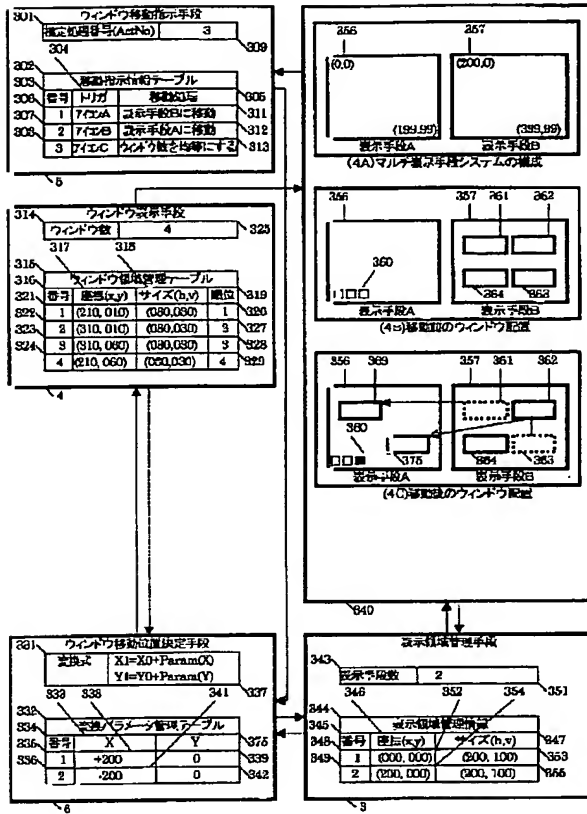 301 ウィンドウ移動指示手段
指定処理番号(ActNo) 3
304 309
302 移動指示情報テーブル
303 番号 トリガ 移動処理 305
306 1 アイコンA 表示手段Bに移動 311
307 2 アイコンB 表示手段Aに移動 312
308 3 アイコンC ウィンドウ数を均等にする 313
5
314 ウィンドウ表示手段
ウィンドウ数 4 325
317 318
315 ウィンドウ領域管理テーブル
316 番号 座標(x,y) サイズ(h,v) 順位 319
321 1 (210, 010) (080,030) 1 326
322 2 (310, 010) (080,030) 3 327
323 3 (310, 060) (080,030) 3 328
324 4 (210, 060) (080,030) 4 329
4
331 ウィンドウ移動位置決定手段
変換式 X1=X0+Param(X)
Y1=Y0+Param(Y)
333 338 341 337
332 変換パラメータ管理テーブル
334 番号 X Y 375
335 1 +200 0 339
336 2 -200 0 342
6
356 357
(0,0) (200,0)
(199,99) (399,99)
表示手段A 表示手段B
(4A)マルチ表示手段システムの構成
356 357 361 362
360
364 363
表示手段A 表示手段B
(4B)移動前のウィンドウ配置
356 369 357 361 362
360
375 364 363
表示手段A 表示手段B
(4C)移動後のウィンドウ配置
340
表示領域管理手段
343
表示手段数 2
346 352 354 351
344 表示領域管理情報
345 番号 座標(x,y) サイズ(h,v) 347
348 1 (000, 000) (200, 100) 353
349 2 (200, 000) (200, 100) 355
3